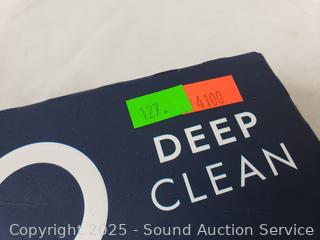 127. 4100
DEEP
CLEAN
Copyright 2025 - Sound Auction Service